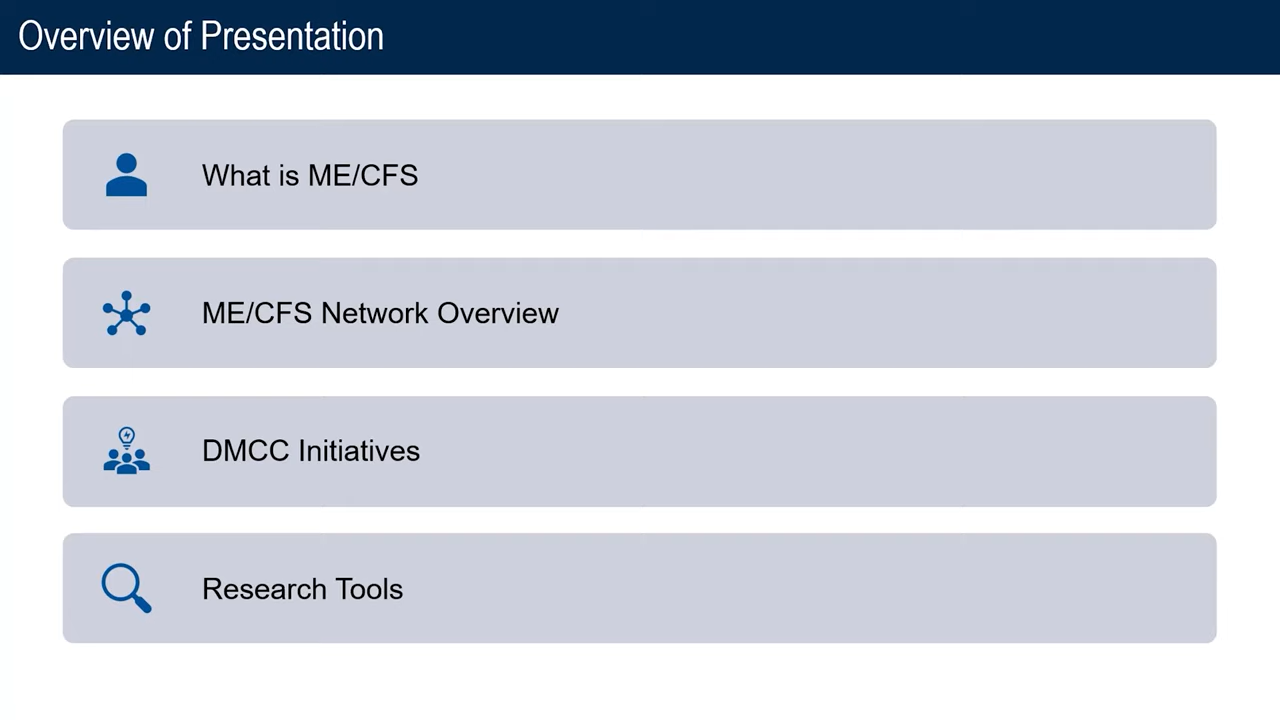 Overview of Presentation
What is ME/CFS
ME/CFS Network Overview
DMCC Initiatives
Research Tools